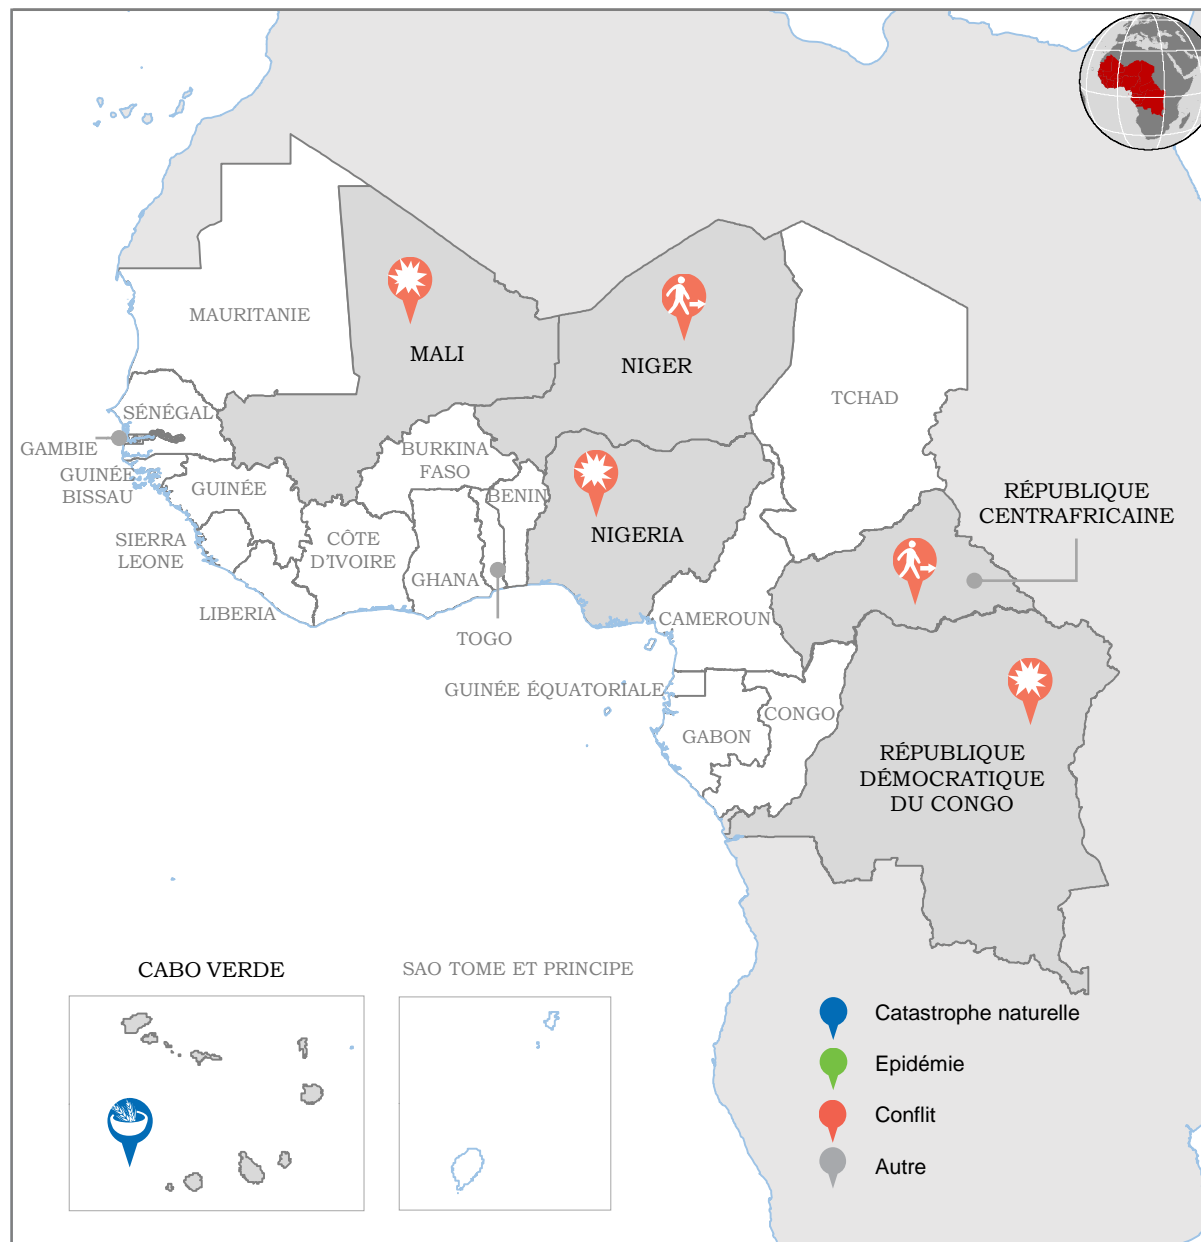 MAURITANIE
MALI
NIGER
TCHAD
SÉNÉGAL
GAMBIE
GUINÉE
BISSAU
GUINÉE
SIERRA
LEONE
LIBERIA
CÔTE
D'IVOIRE
BURKINA
FASO
GHANA
BENIN
TOGO
NIGERIA
CAMEROUN
GUINÉE ÉQUATORIALE
GABON
CONGO
RÉPUBLIQUE
CENTRAFRICAINE
RÉPUBLIQUE
DÉMOCRATIQUE
DU CONGO
CABO VERDE
SAO TOME ET PRINCIPE
Catastrophe naturelle
Epidémie
Conflit
Autre